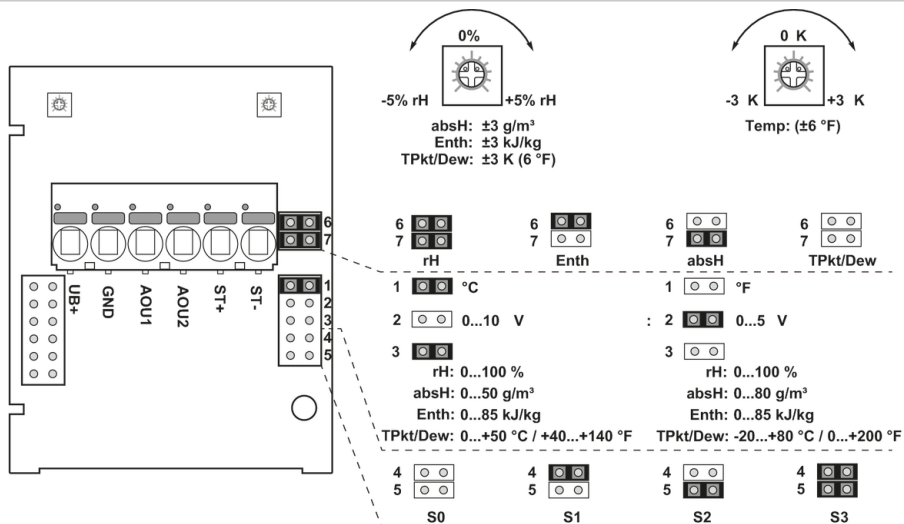 0%
0 K
-5% rH
+5% rH
-3 K
+3 K
absH: ±3 g/m³
Enth: ±3 kJ/kg
TPkt/Dew: ±3 K (6 °F)
Temp: (±6 °F)
6
7
UB+
GND
AOU1
AOU2
ST+
ST-
1
2
3
4
5
6
7
rH
6
7
Enth
6
7
absH
6
7
TPkt/Dew
1 °C
1 °F
2 0...10 V
: 2 0...5 V
3
rH: 0...100 %
absH: 0...50 g/m³
Enth: 0...85 kJ/kg
TPkt/Dew: 0...+50 °C / +40...+140 °F
3
rH: 0...100 %
absH: 0...80 g/m³
Enth: 0...85 kJ/kg
TPkt/Dew: -20...+80 °C / 0...+200 °F
4
5
S0
4
5
S1
4
5
S2
4
5
S3